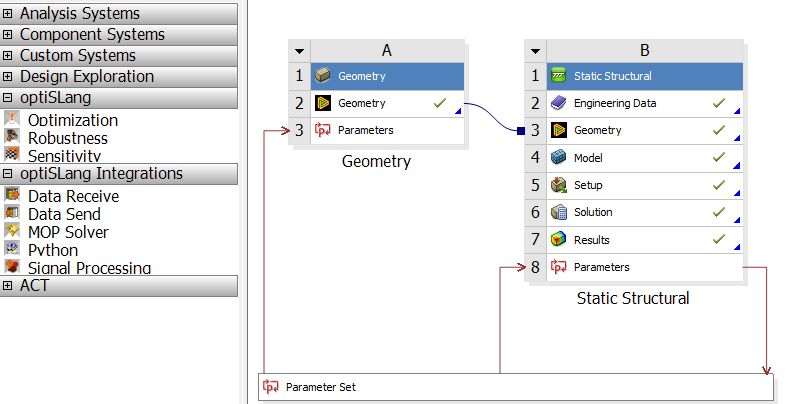 Analysis Systems
Component Systems
Custom Systems
Design Exploration
optiSLang
Optimization
Robustness
Sensitivity
optiSLang Integrations
Data Receive
Data Send
MOP Solver
Python
Signal Processing
ACT
A
1 Geometry
2 Geometry
3 Parameters
Geometry
B
1 Static Structural
2 Engineering Data
3 Geometry
4 Model
5 Setup
6 Solution
7 Results
8 Parameters
Static Structural
Parameter Set